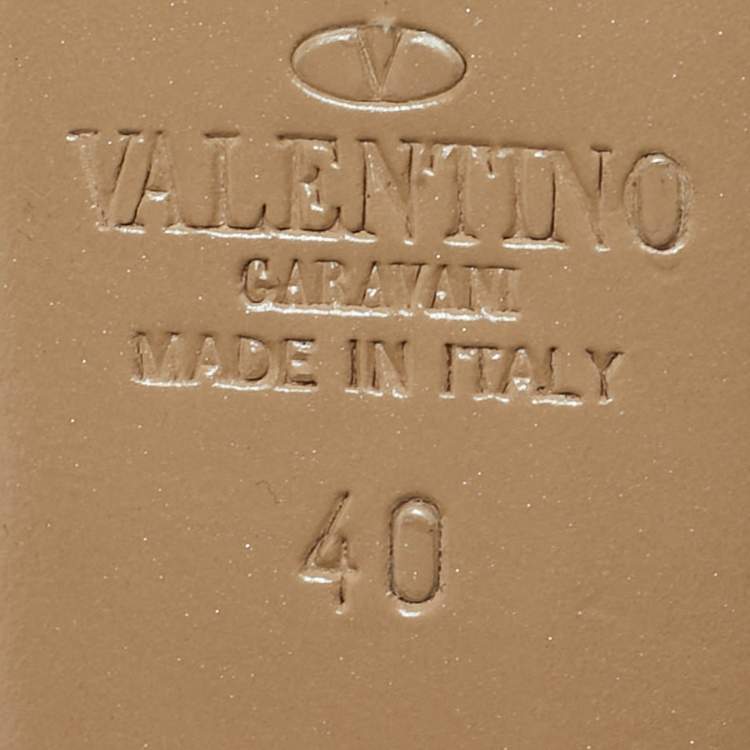 V
VALENTINO
GARAVANI
MADE IN ITALY
40